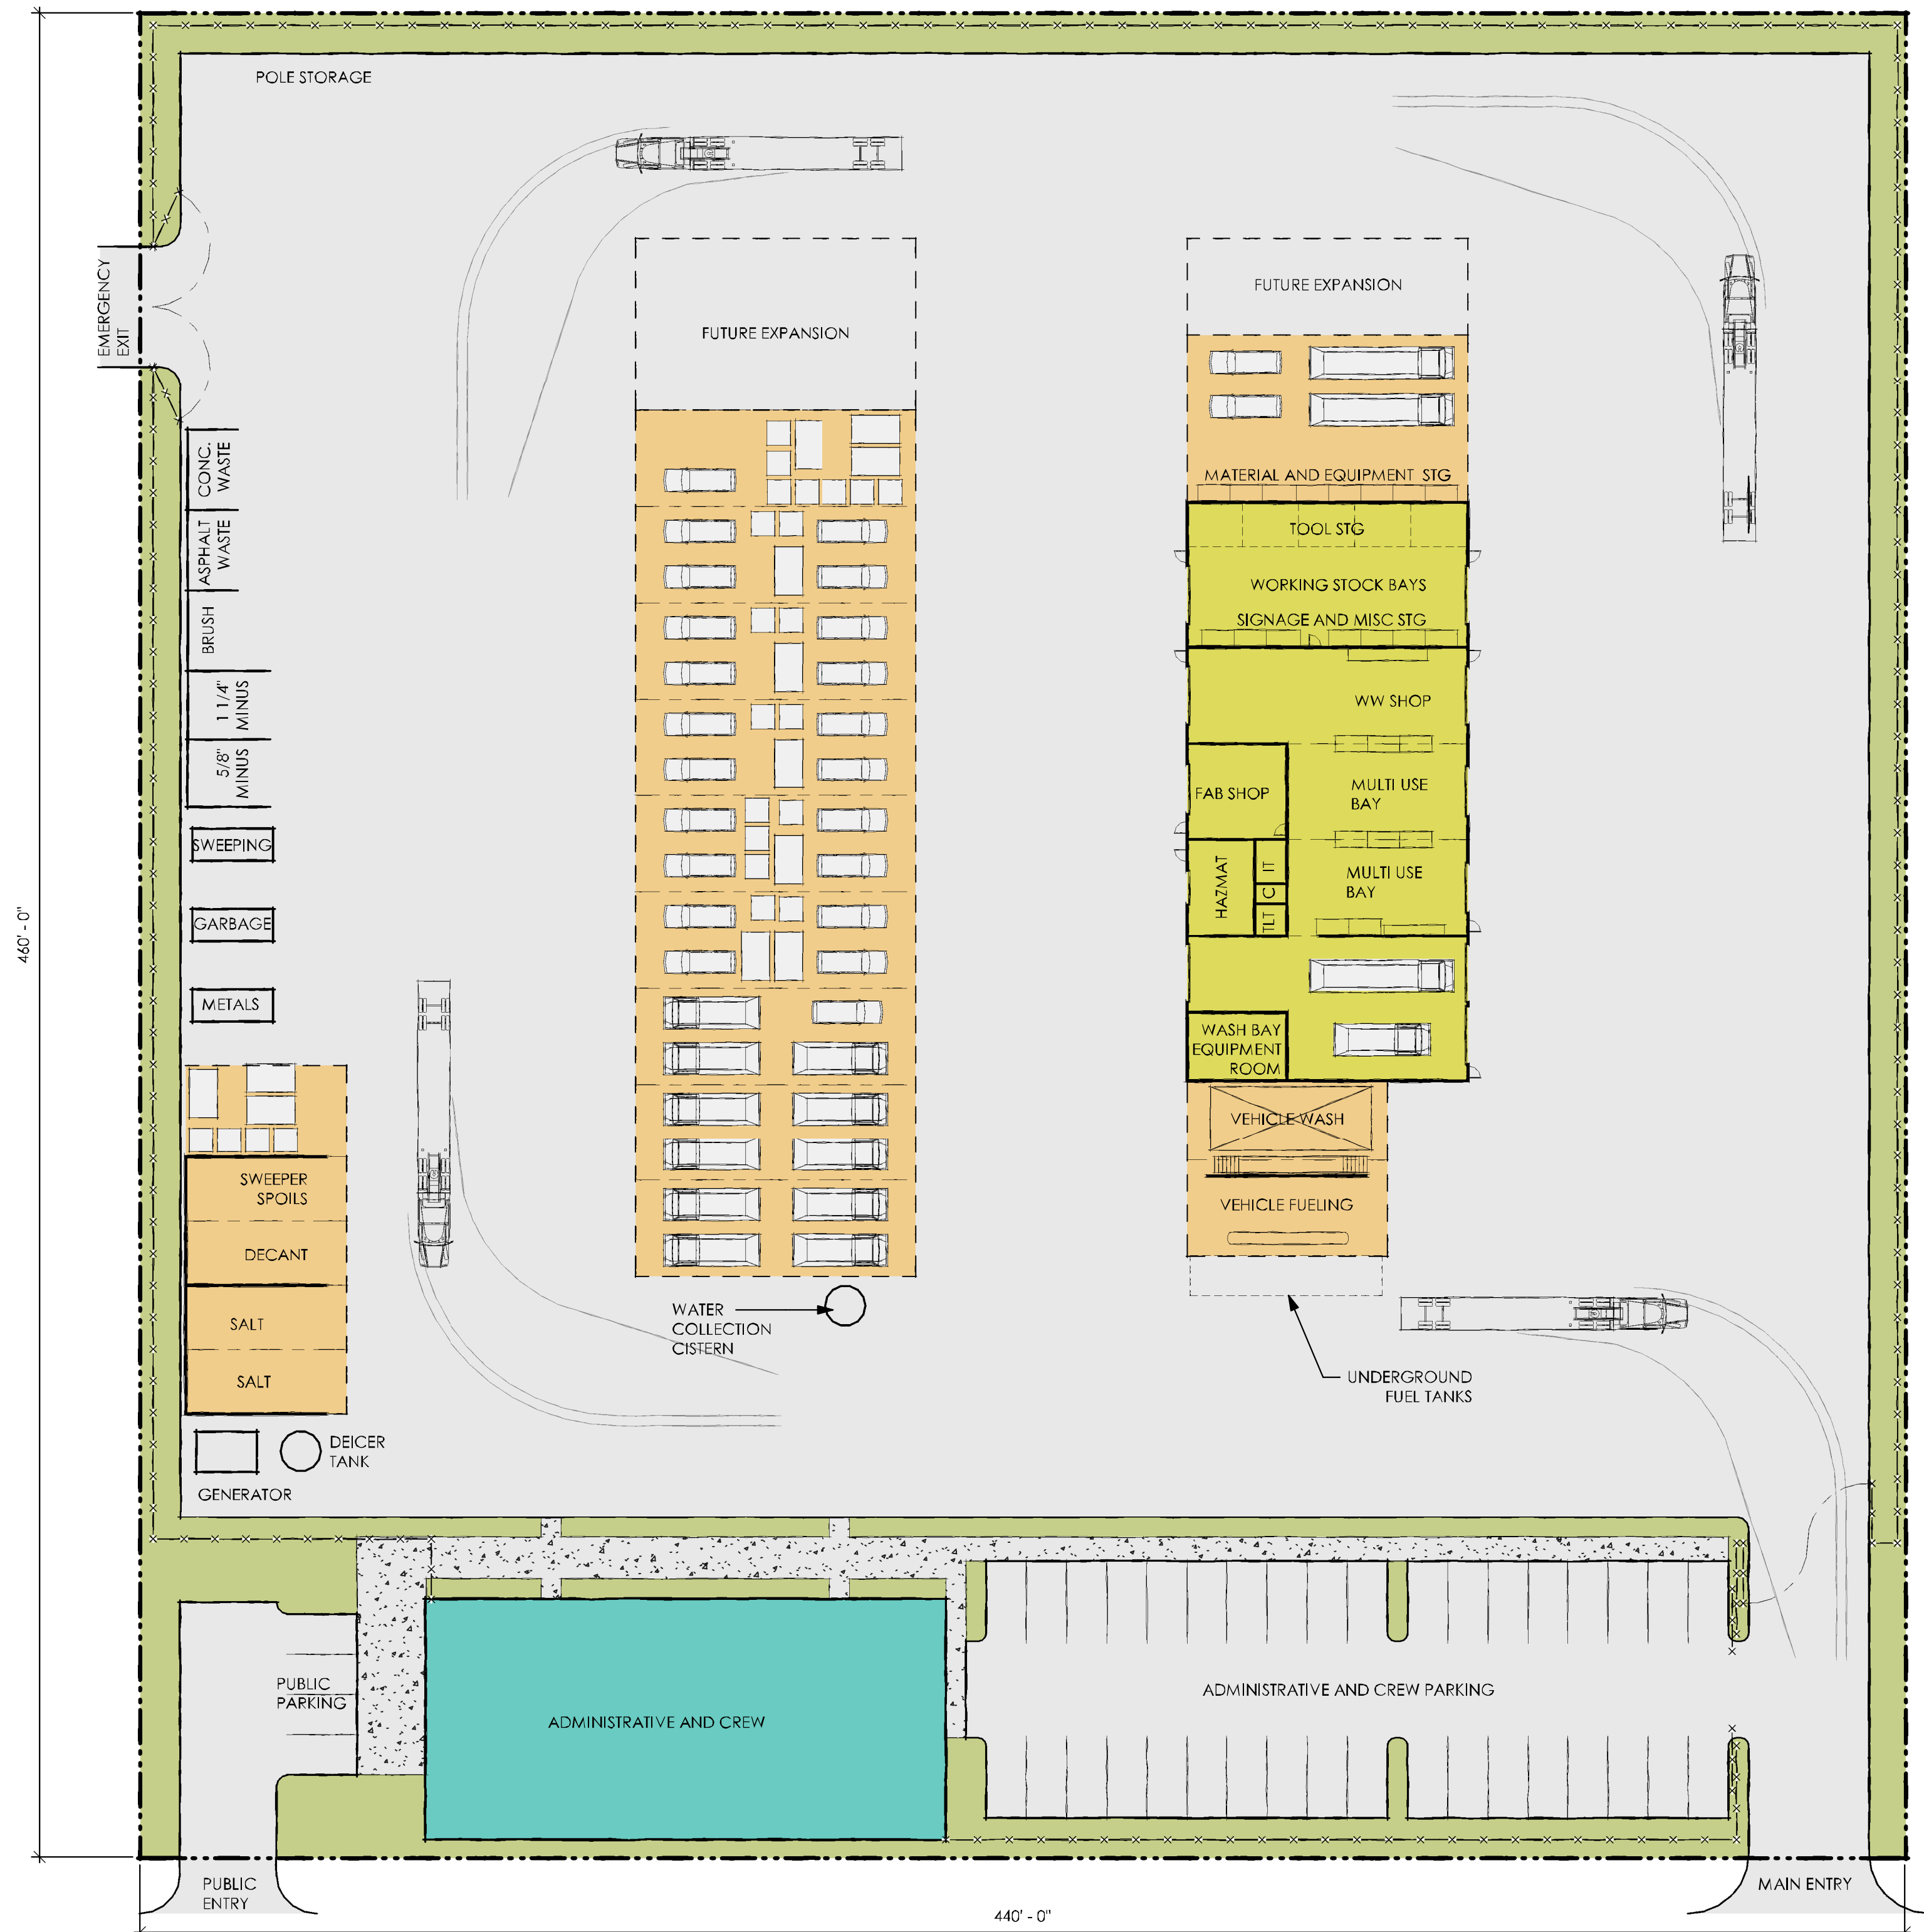 POLE STORAGE
EMERGENCY
EXIT
FUTURE EXPANSION
FUTURE EXPANSION
CONC.
WASTE
ASPHALT
WASTE
BRUSH
1 1/4"
MINUS
5/8"
MINUS
SWEEPING
GARBAGE
METALS
SWEEPER
SPOILS
DECANT
SALT
SALT
DEICER
TANK
GENERATOR
MATERIAL AND EQUIPMENT STG
TOOL STG
WORKING STOCK BAYS
SIGNAGE AND MISC STG
WW SHOP
FAB SHOP
MULTI USE
BAY
HAZMAT
IT
C
TLT
MULTI USE
BAY
WASH BAY
EQUIPMENT
ROOM
VEHICLE WASH
VEHICLE FUELING
WATER
COLLECTION
CISTERN
UNDERGROUND
FUEL TANKS
PUBLIC
PARKING
ADMINISTRATIVE AND CREW
ADMINISTRATIVE AND CREW PARKING
PUBLIC
ENTRY
MAIN ENTRY
460' - 0"
440' - 0"